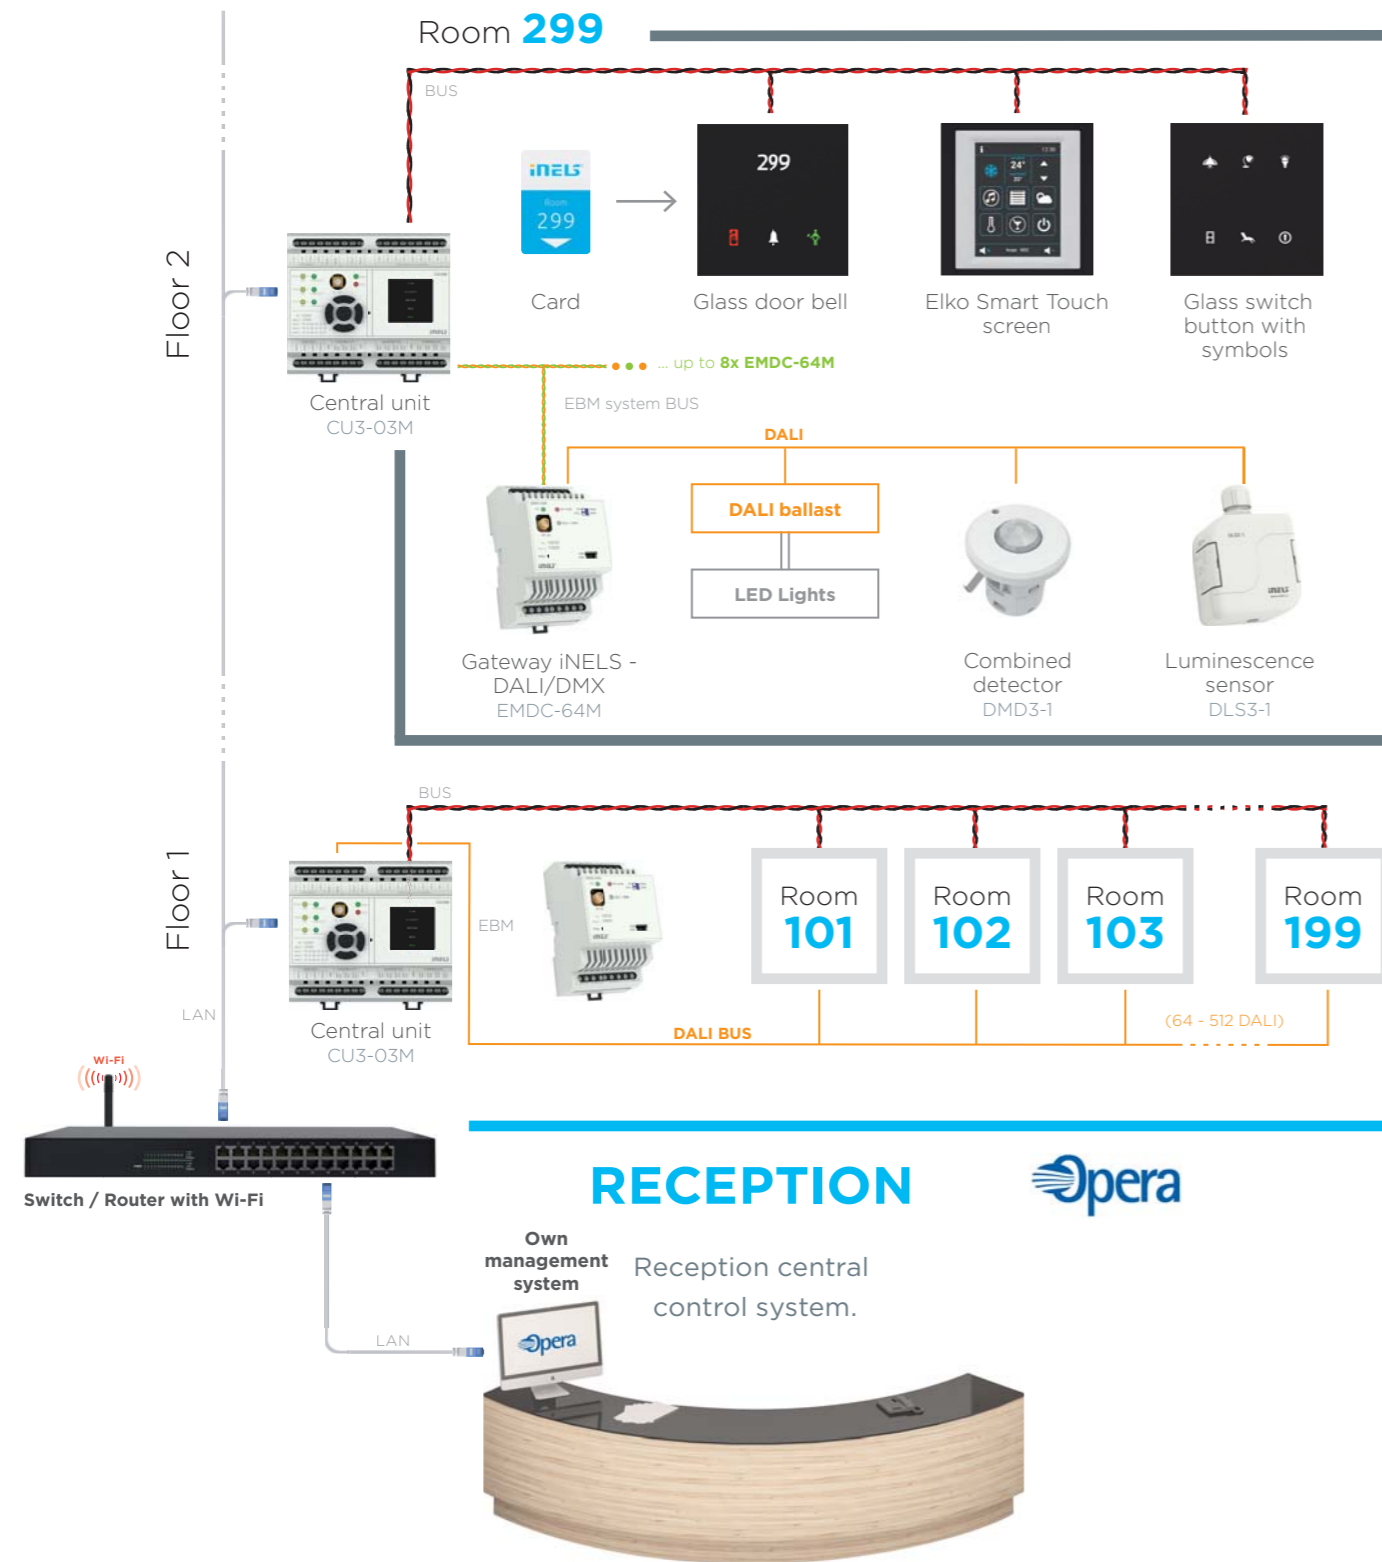 Room 299
BUS
iNELS
Room
299
299
24°
Card
Glass door bell
Elko Smart Touch
screen
Glass switch
button with
symbols
Floor 2
Central unit
CU3-03M
... up to 8x EMDC-64M
EBM system BUS
DALI
DALI ballast
LED Lights
Gateway iNELS -
DALI/DMX
EMDC-64M
Combined
detector
DMD3-1
Luminescence
sensor
DLS3-1
BUS
Floor 1
EBM
Room
101
Room
102
Room
103
Room
199
Central unit
CU3-03M
DALI BUS
(64 - 512 DALI)
LAN
Wi-Fi
Switch / Router with Wi-Fi
RECEPTION
Opera
Own
management
system
Reception central
control system.
Opera
LAN